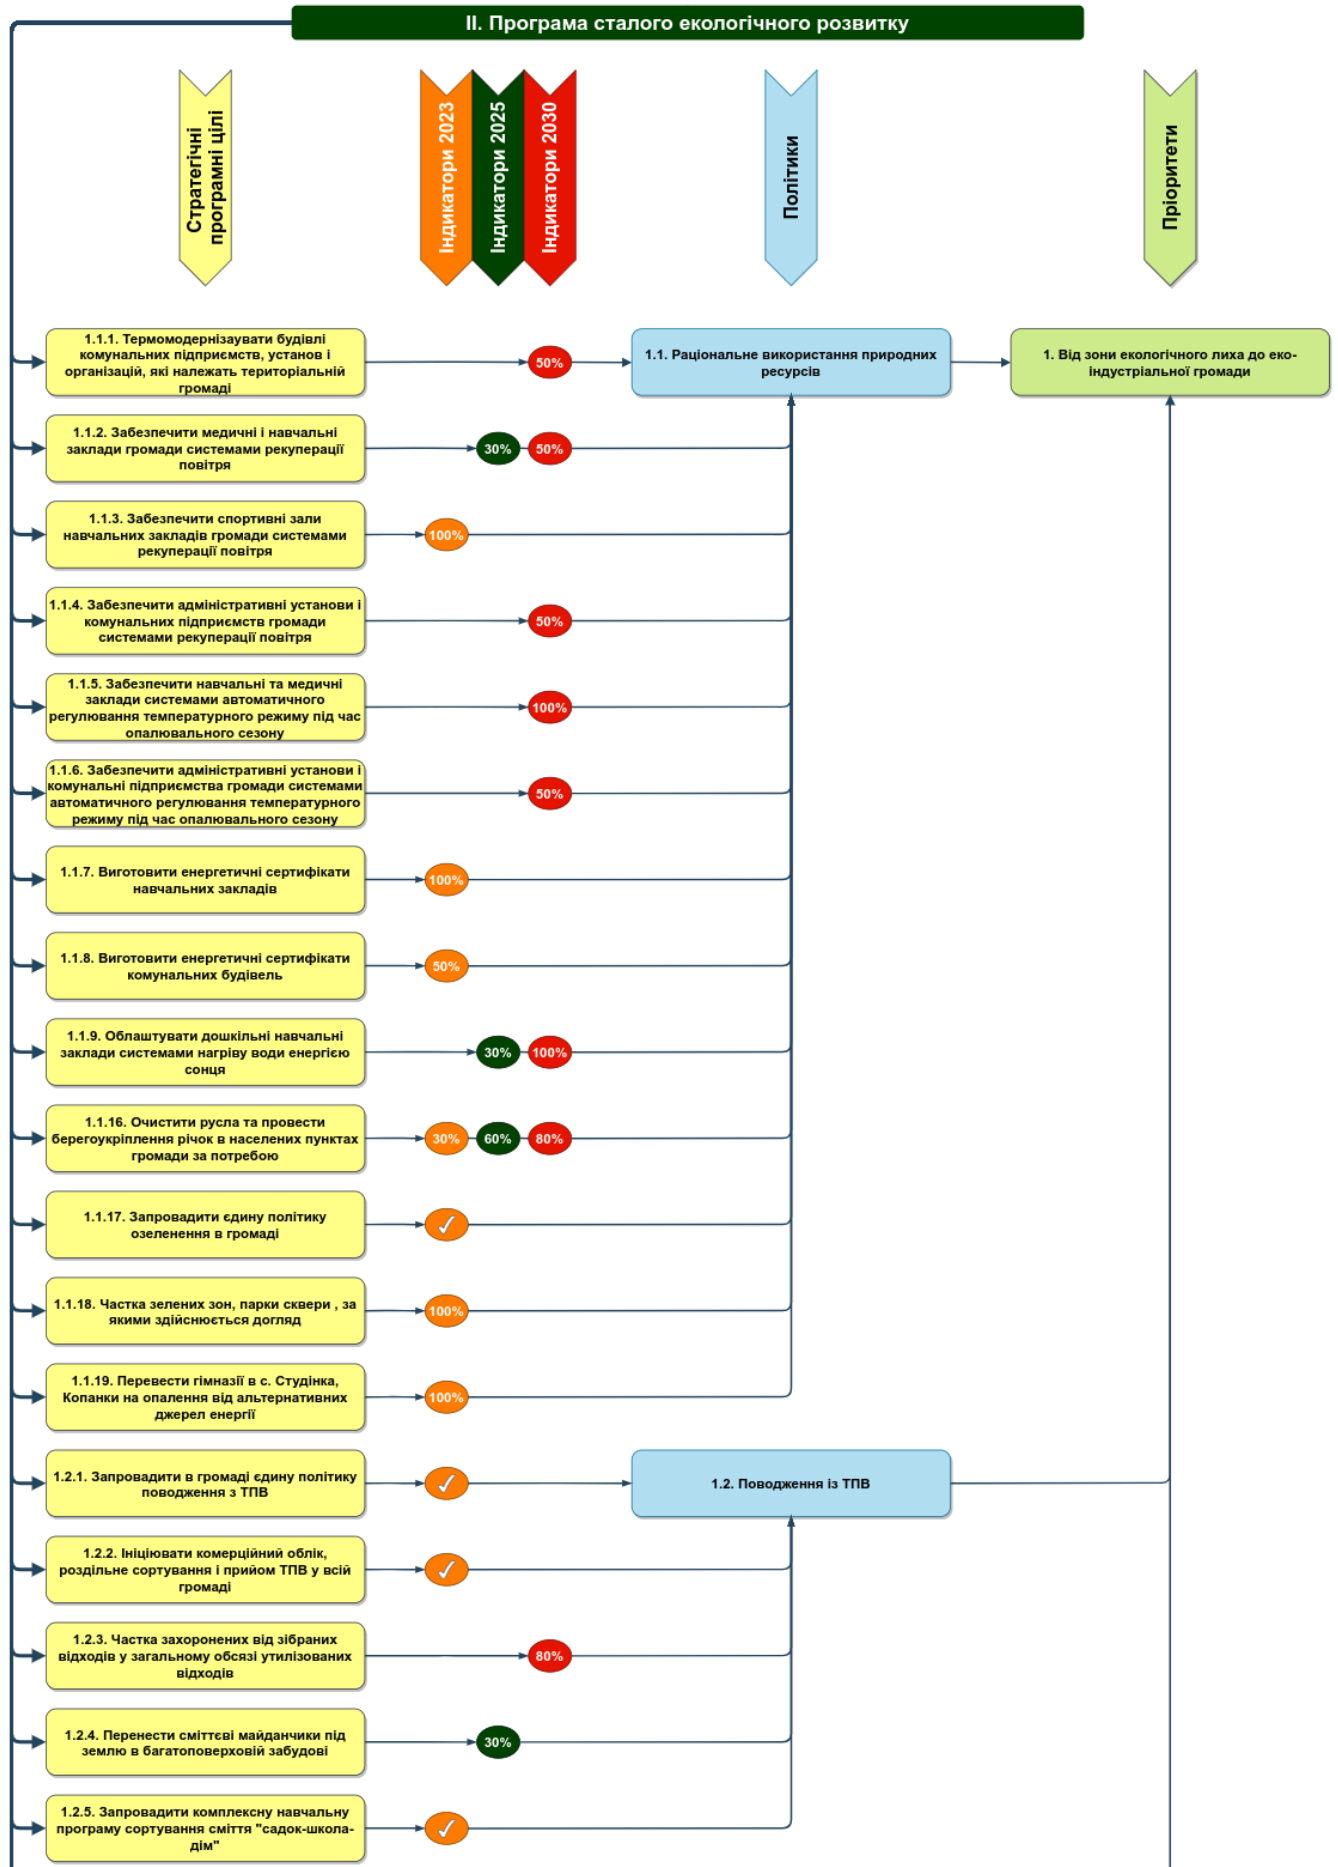 II. Програма сталого екологічного розвитку
Стратегічні
програмні цілі
Індикатори 2023
Індикатори 2025
Індикатори 2030
Політики
Пріоритети
1.1.1. Термомодернізаувати будівлі
комунальних підприємств, установ і
організацій, які належать територіальній
громаді
50%
1.1. Раціональне використання природних
ресурсів
1. Від зони екологічного лиха до еко-
індустріальної громади
1.1.2. Забезпечити медичні і навчальні
заклади громади системами рекуперації
повітря
30%
50%
1.1.3. Забезпечити спортивні зали
навчальних закладів громади системами
рекуперації повітря
100%
1.1.4. Забезпечити адміністративні установи і
комунальних підприємств громади
системами рекуперації повітря
50%
1.1.5. Забезпечити навчальні та медичні
заклади системами автоматичного
регулювання температурного режиму під час
опалювального сезону
100%
1.1.6. Забезпечити адміністративні установи і
комунальні підприємства громади системами
автоматичного регулювання температурного
режиму під час опалювального сезону
50%
1.1.7. Виготовити енергетичні сертифікати
навчальних закладів
100%
1.1.8. Виготовити енергетичні сертифікати
комунальних будівель
50%
1.1.9. Облаштувати дошкільні навчальні
заклади системами нагріву води енергією
сонця
30%
100%
1.1.16. Очистити русла та провести
берегоукріплення річок в населених пунктах
громади за потребою
30%
60%
80%
1.1.17. Запровадити єдину політику
озеленення в громаді
✓
1.1.18. Частка зелених зон, парки сквери , за
якими здійснюється догляд
100%
1.1.19. Перевести гімназії в с. Студінка,
Копанки на опалення від альтернативних
джерел енергії
100%
1.2.1. Запровадити в громаді єдину політику
поводження з ТПВ
✓
1.2. Поводження із ТПВ
1.2.2. Ініціювати комерційний облік,
роздільне сортування і прийом ТПВ у всій
громаді
✓
1.2.3. Частка захоронених від зібраних
відходів у загальному обсязі утилізованих
відходів
80%
1.2.4. Перенести сміттєві майданчики під
землю в багатоповерховій забудові
30%
1.2.5. Запровадити комплексну навчальну
програму сортування сміття "садок-школа-
дім"
✓